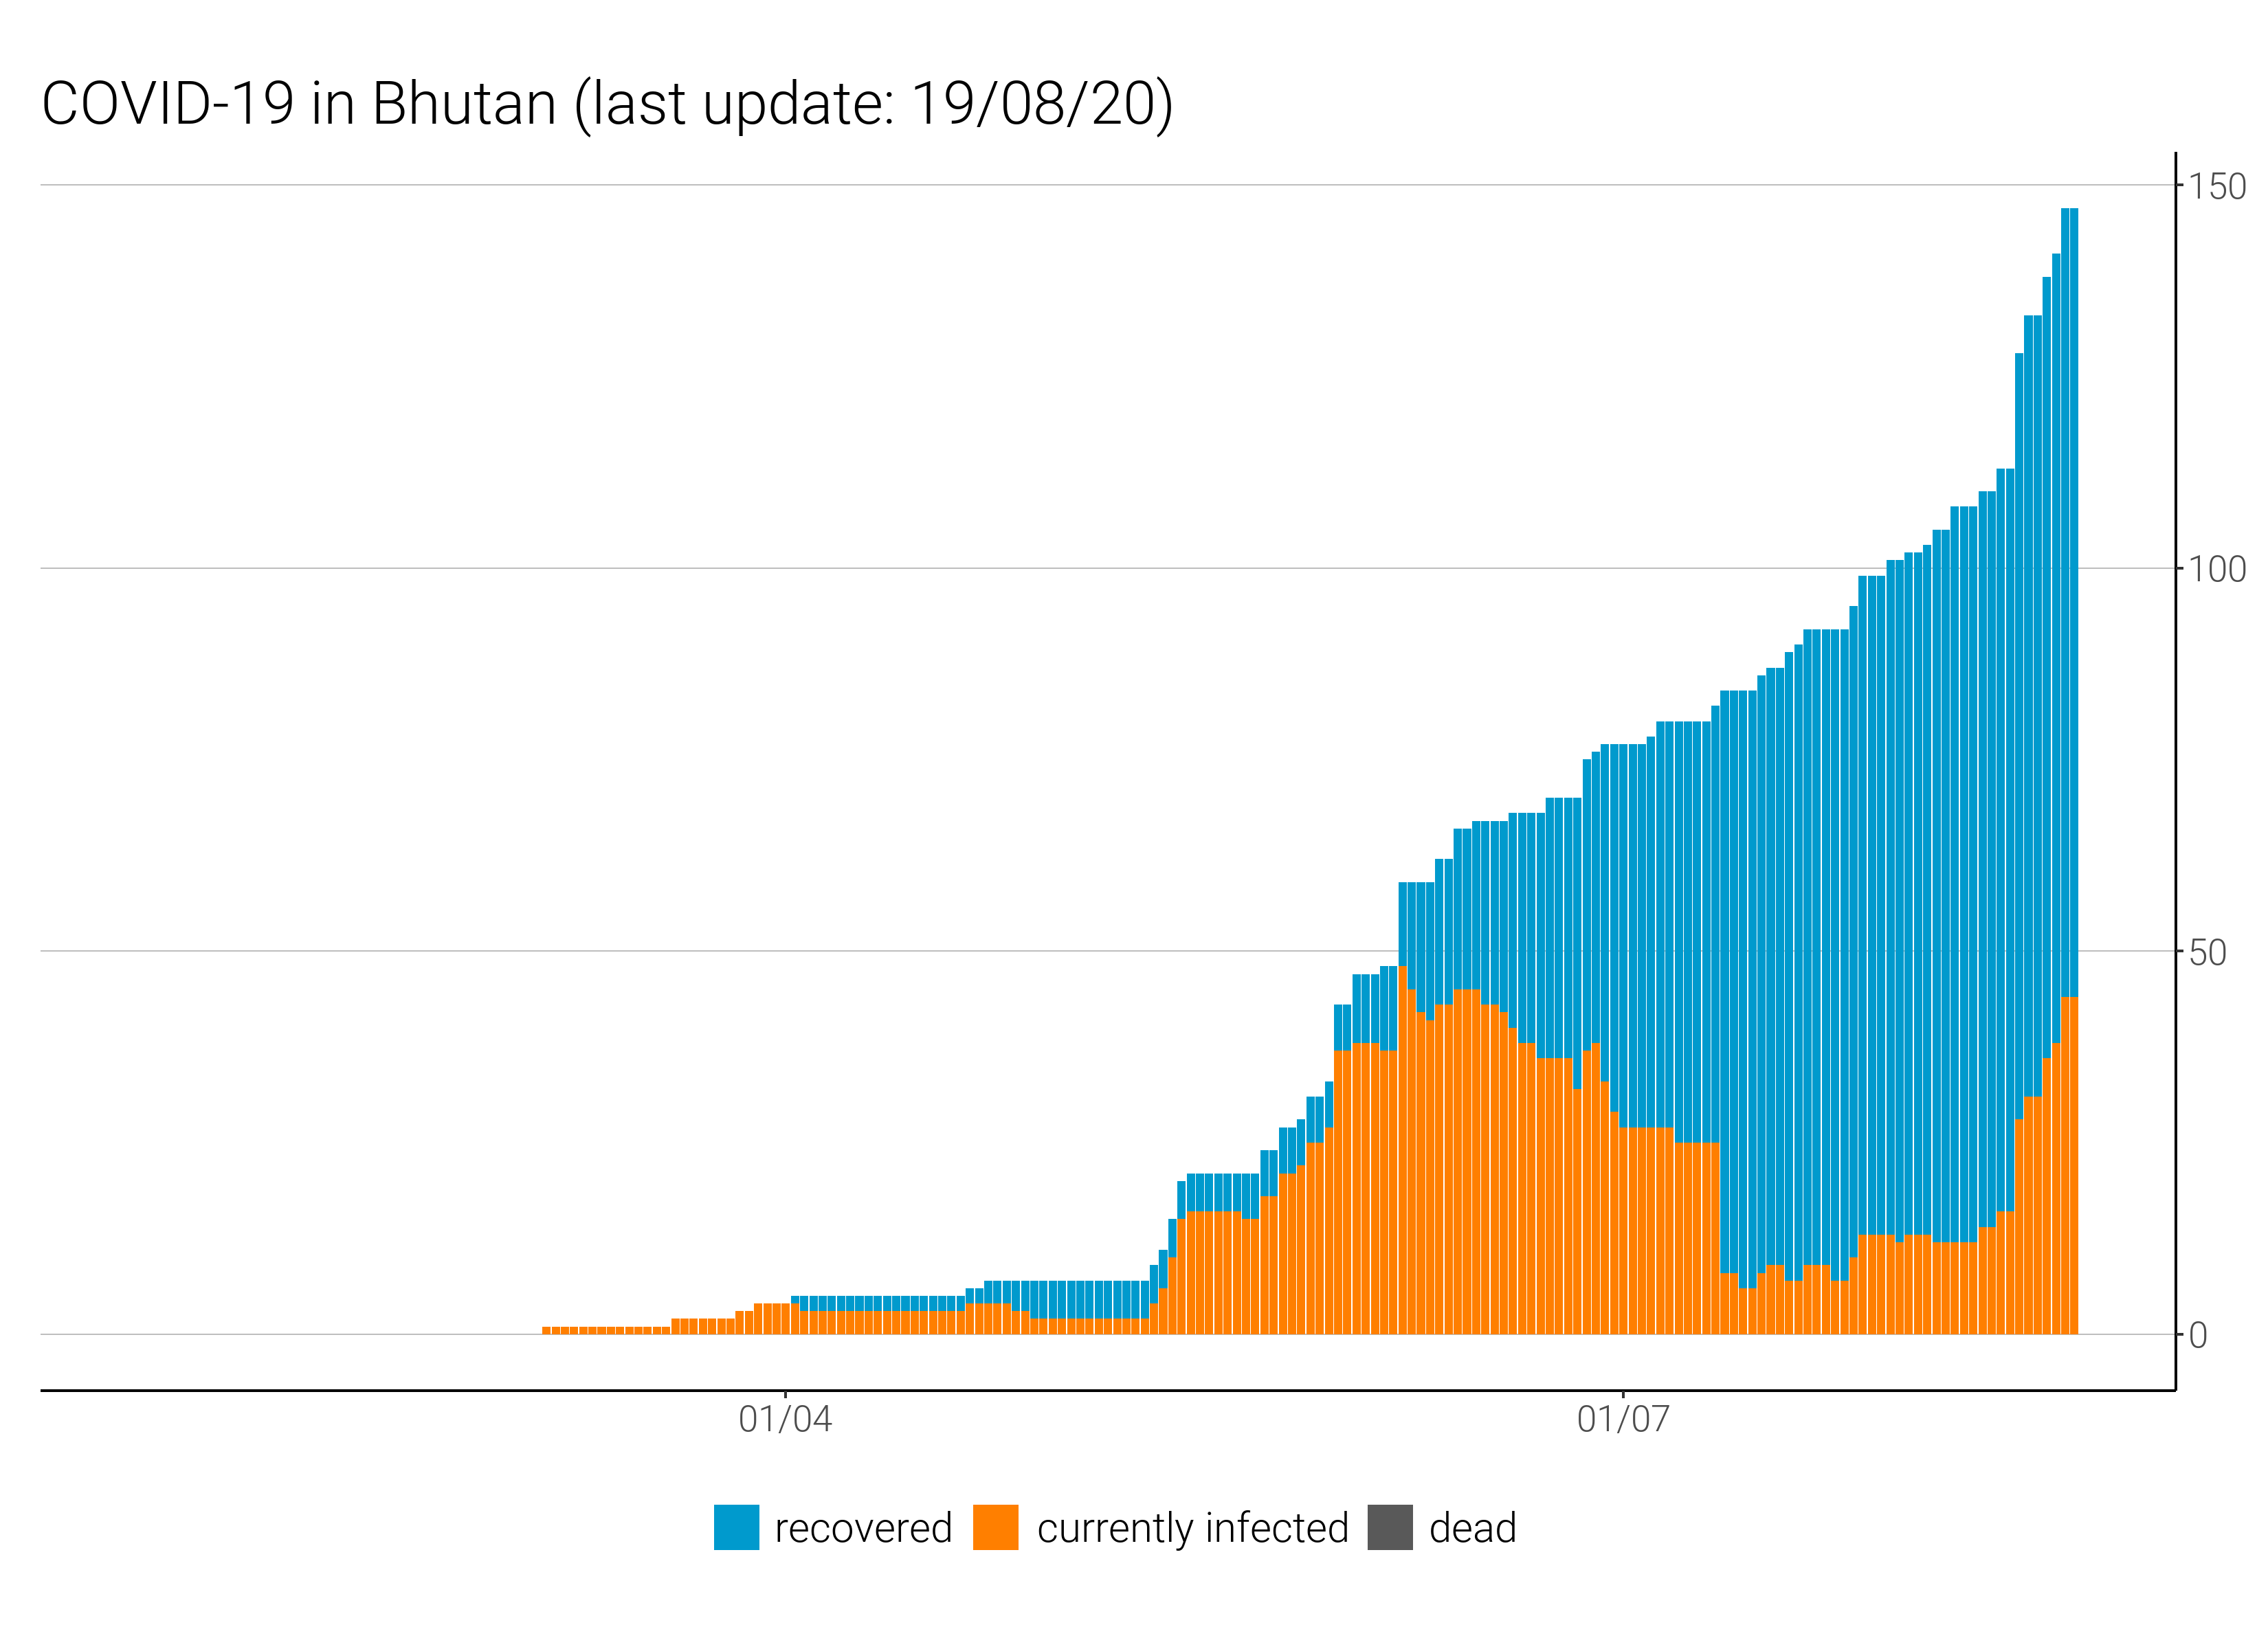 COVID-19 in Bhutan (last update: 19/08/20)
150
100
50
0
01/04 01/07
recovered currently infected dead